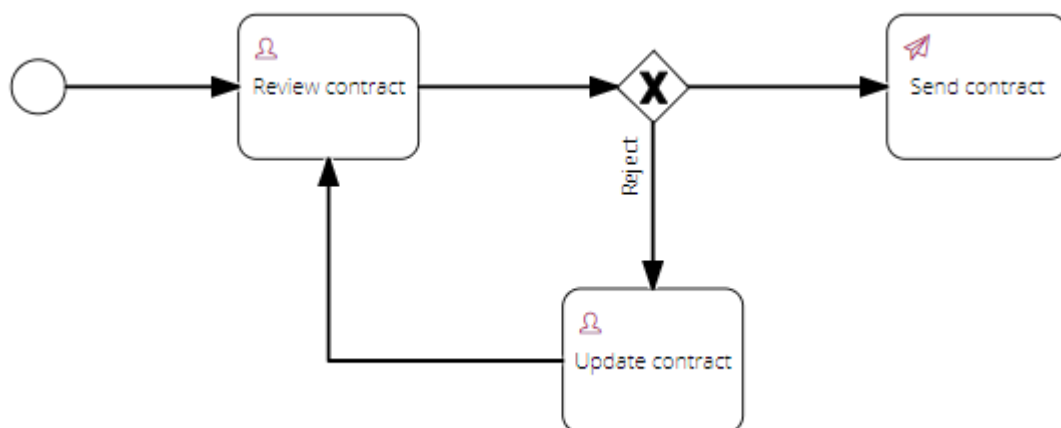 Review contract
X
Send contract
Reject
Update contract